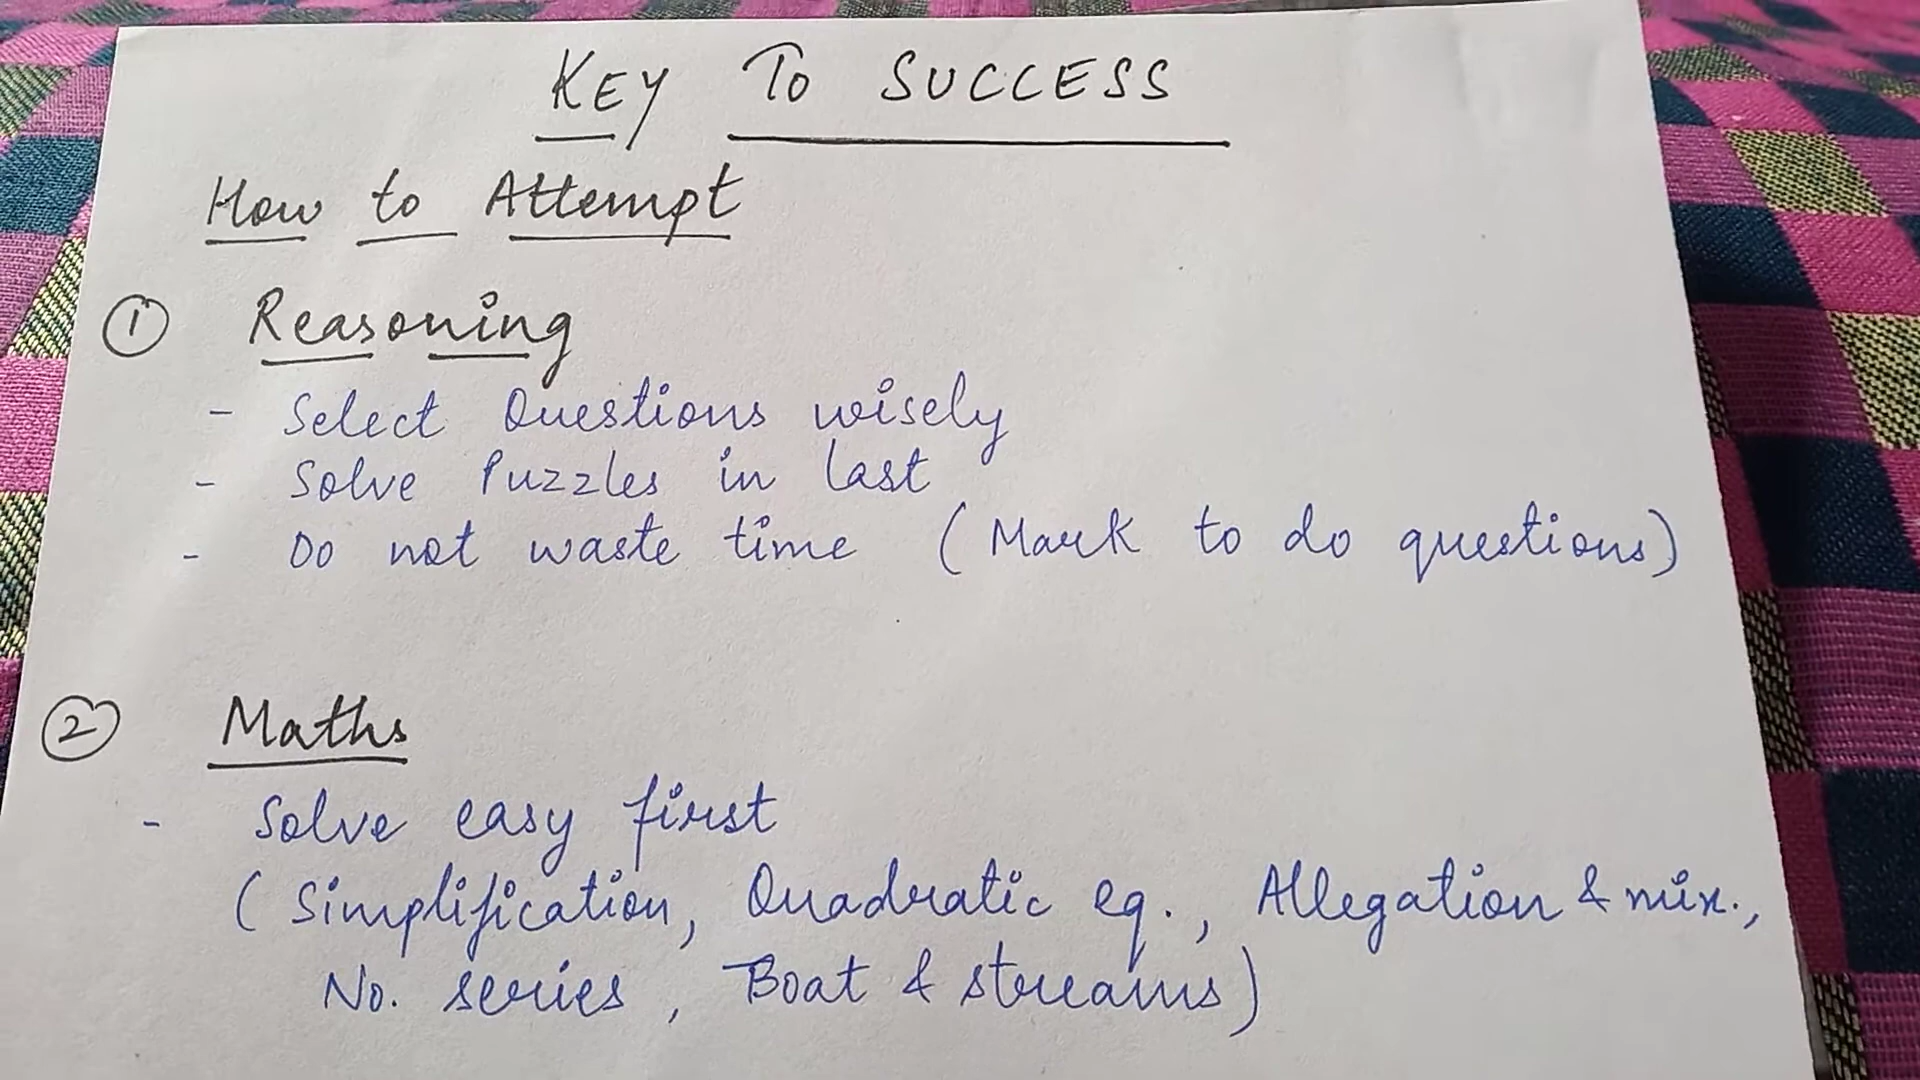 KEY To SUCCESS
How to Attempt
① Reasoning
- Select Questions wisely
- Solve Puzzles in last
- Do not waste time (Mark to do questions)
② Maths
- Solve easy first
(Simplification, Quadratic eq., Allegation & mix.,
No. series, Boat & streams)